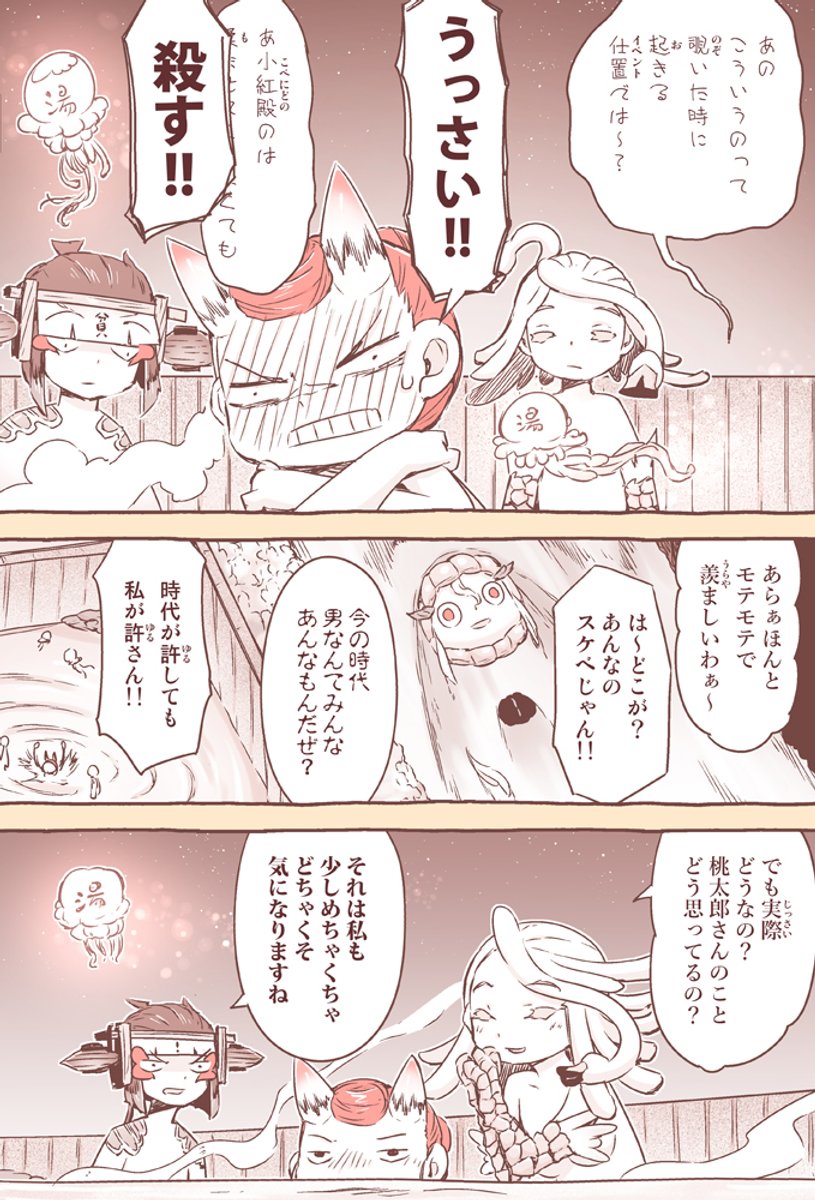 あの
こういうのって
覗いた時に
起きる
仕置では〜?
うっさい!!
あ小紅殿のは
ても
殺す!!
湯
貧
湯
あらぁほんと
モテモテで
羨ましいわぁ〜
は〜どこが?
あんなの
スケベじゃん!!
今の時代
男なんてみんな
あんなもんだぜ?
時代が許しても
私が許さん!!
でも実際
どうなの?
桃太郎さんのこと
どう思ってるの?
それは私も
少しめちゃくちゃ
どちゃくそ
気になりますね
湯